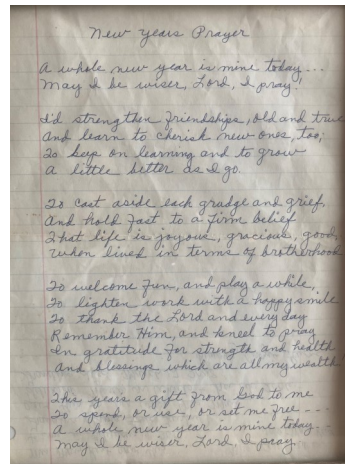 New Years Prayer
A whole new year is mine today...
May I be wiser, Lord, I pray!
I'd strengthen friendships, old and true
And learn to cherish new ones, too;
To keep on learning and to grow
A little better as I go.
To cast aside each grudge and grief
And hold fast to a firm belief
That life is joyous, gracious, good
When lived in terms of brotherhood
To welcome fun, and play a while
To lighten work with a happy smile
To thank the Lord and every day
Remember Him, and kneel to pray
In gratitude for strength and health
And blessings which are all my wealth
This years a gift from God to me
To spend, or use, or set me free ---
A whole new year is mine today..
May I be wiser, Lord, I pray.